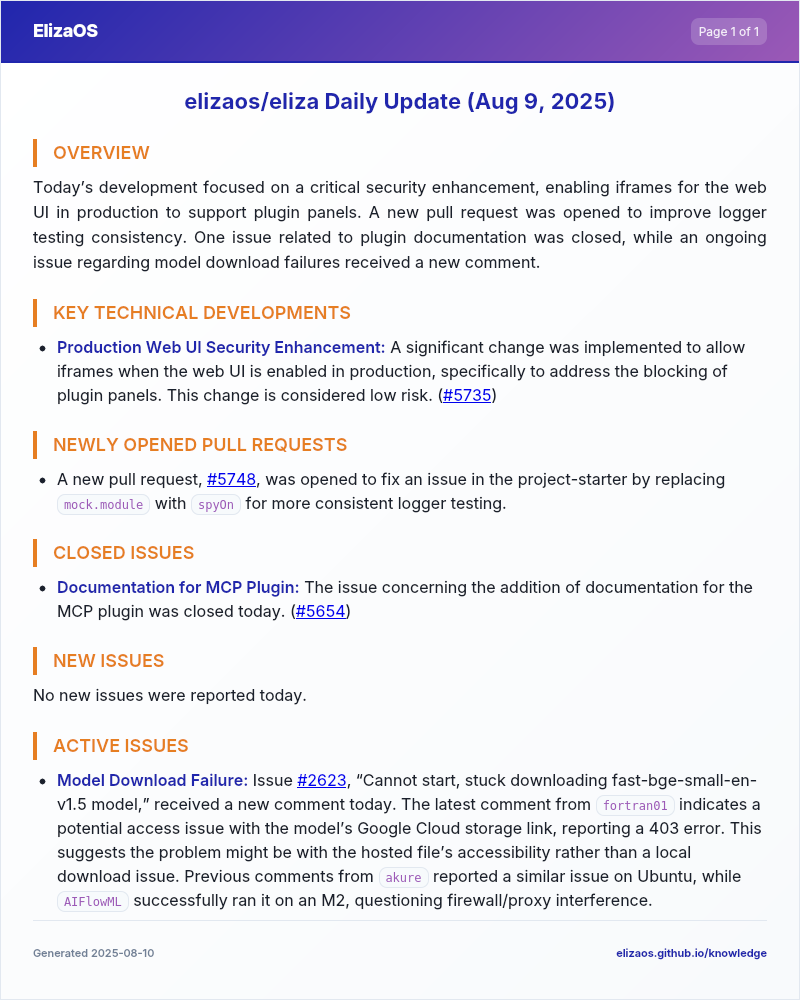 ElizaOS
Page 1 of 1
elizaos/eliza Daily Update (Aug 9, 2025)
OVERVIEW
Today’s development focused on a critical security enhancement, enabling iframes for the web
UI in production to support plugin panels. A new pull request was opened to improve logger
testing consistency. One issue related to plugin documentation was closed, while an ongoing
issue regarding model download failures received a new comment.
KEY TECHNICAL DEVELOPMENTS
• Production Web UI Security Enhancement: A significant change was implemented to allow
iframes when the web UI is enabled in production, specifically to address the blocking of
plugin panels. This change is considered low risk. (#5735)
NEWLY OPENED PULL REQUESTS
• A new pull request, #5748, was opened to fix an issue in the project-starter by replacing
mock.module with spyOn for more consistent logger testing.
CLOSED ISSUES
• Documentation for MCP Plugin: The issue concerning the addition of documentation for the
MCP plugin was closed today. (#5654)
NEW ISSUES
No new issues were reported today.
ACTIVE ISSUES
• Model Download Failure: Issue #2623, “Cannot start, stuck downloading fast-bge-small-en-
v1.5 model,” received a new comment today. The latest comment from fortran01 indicates a
potential access issue with the model’s Google Cloud storage link, reporting a 403 error. This
suggests the problem might be with the hosted file’s accessibility rather than a local
download issue. Previous comments from akure reported a similar issue on Ubuntu, while
AIFlowML successfully ran it on an M2, questioning firewall/proxy interference.
Generated 2025-08-10
elizaos.github.io/knowledge